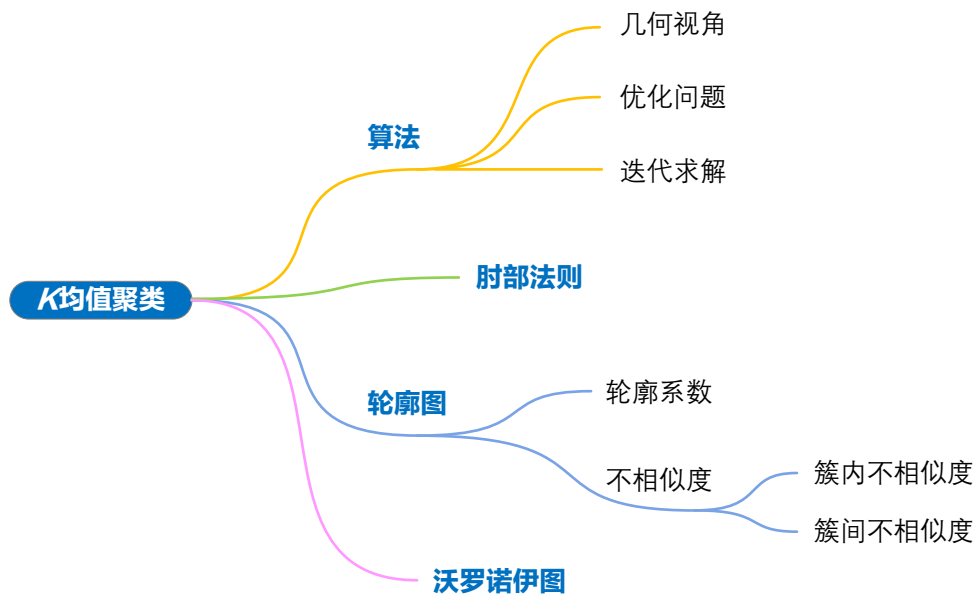 几何视角
优化问题
算法
迭代求解
肘部法则
K均值聚类
轮廓图
轮廓系数
不相似度
簇内不相似度
簇间不相似度
沃罗诺伊图